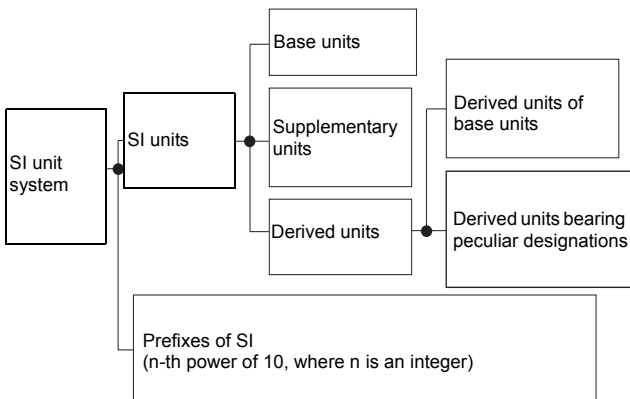 SI unit
system
SI units
Base units
Supplementary
units
Derived units
Derived units of
base units
Derived units bearing
peculiar designations
Prefixes of SI
(n-th power of 10, where n is an integer)